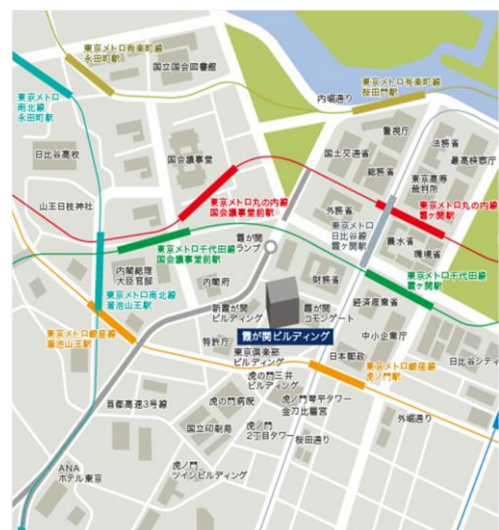 東京メトロ有楽町線
永田町駅
国立国会図書館
東京メトロ
南北線
永田町駅
東京メトロ有楽町線
桜田門駅
内堀通り
警視庁
法務省
国土交通省
最高検察庁
日比谷高校
国会議事堂
総務省
東京高等
裁判所
山王日枝神社
東京メトロ丸の内線
国会議事堂前駅
外務省
東京メトロ丸の内線
霞ヶ関駅
東京メトロ
日比谷線
霞ヶ関駅
霞が関
ランプ
農水省
環境省
東京メトロ千代田線
国会議事堂前駅
内閣総理
大臣官邸
内閣府
財務省
東京メトロ千代田線
霞ヶ関駅
東京メトロ南北線
溜池山王駅
新霞が関
ビルディング
霞が関
コモンゲート
経済産業省
東京メトロ銀座線
溜池山王駅
特許庁
霞が関ビルディング
中小企業庁
東京倶楽部
ビルディング
日本郵政
日比谷シティ
虎の門三井
ビルディング
東京メトロ銀座線
虎ノ門駅
首都高速3号線
虎の門病院
虎ノ門琴平タワー
金刀比羅宮
外堀通り
国立印刷局
虎ノ門
2丁目タワー
桜田通り
ANA
ホテル東京
虎ノ門
ツインビルディング